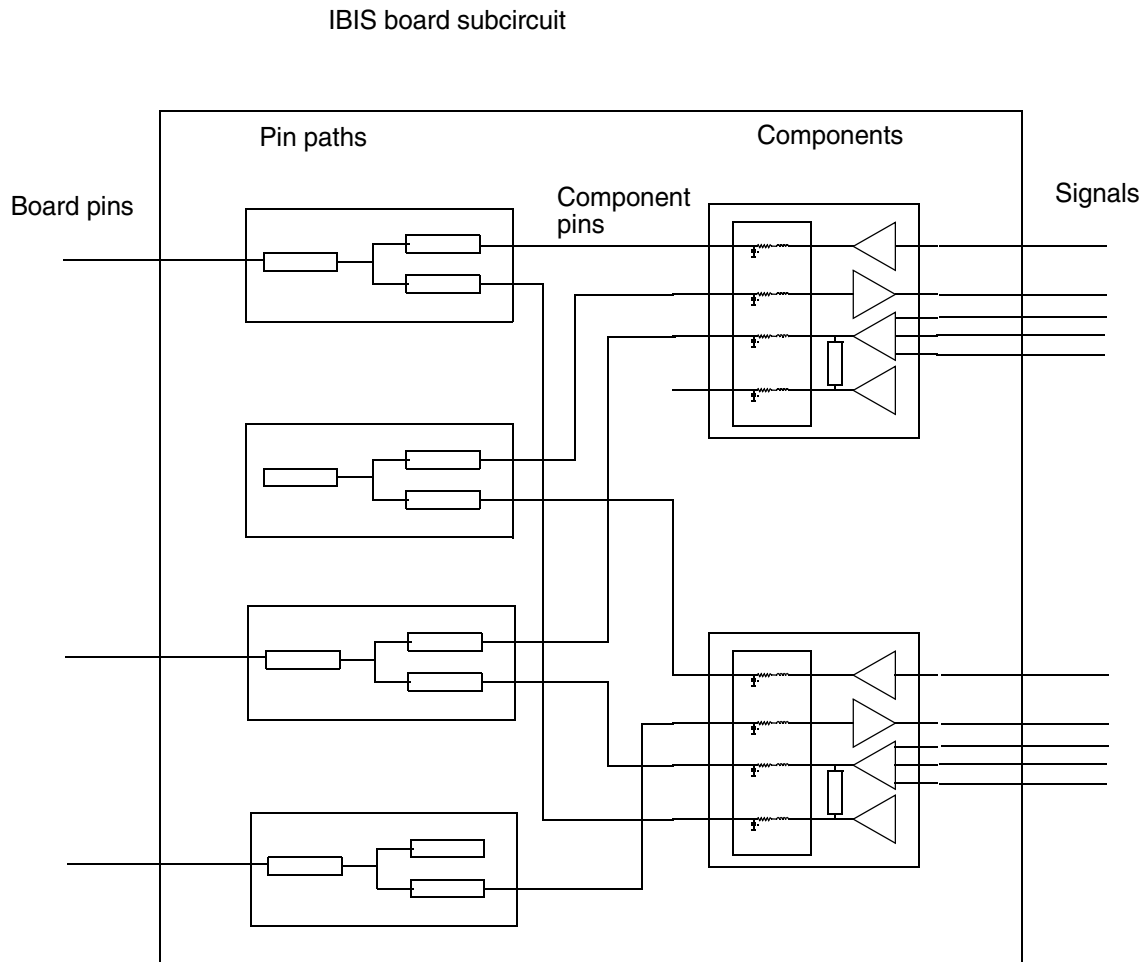 IBIS board subcircuit
Pin paths
Components
Board pins
Component
pins
Signals